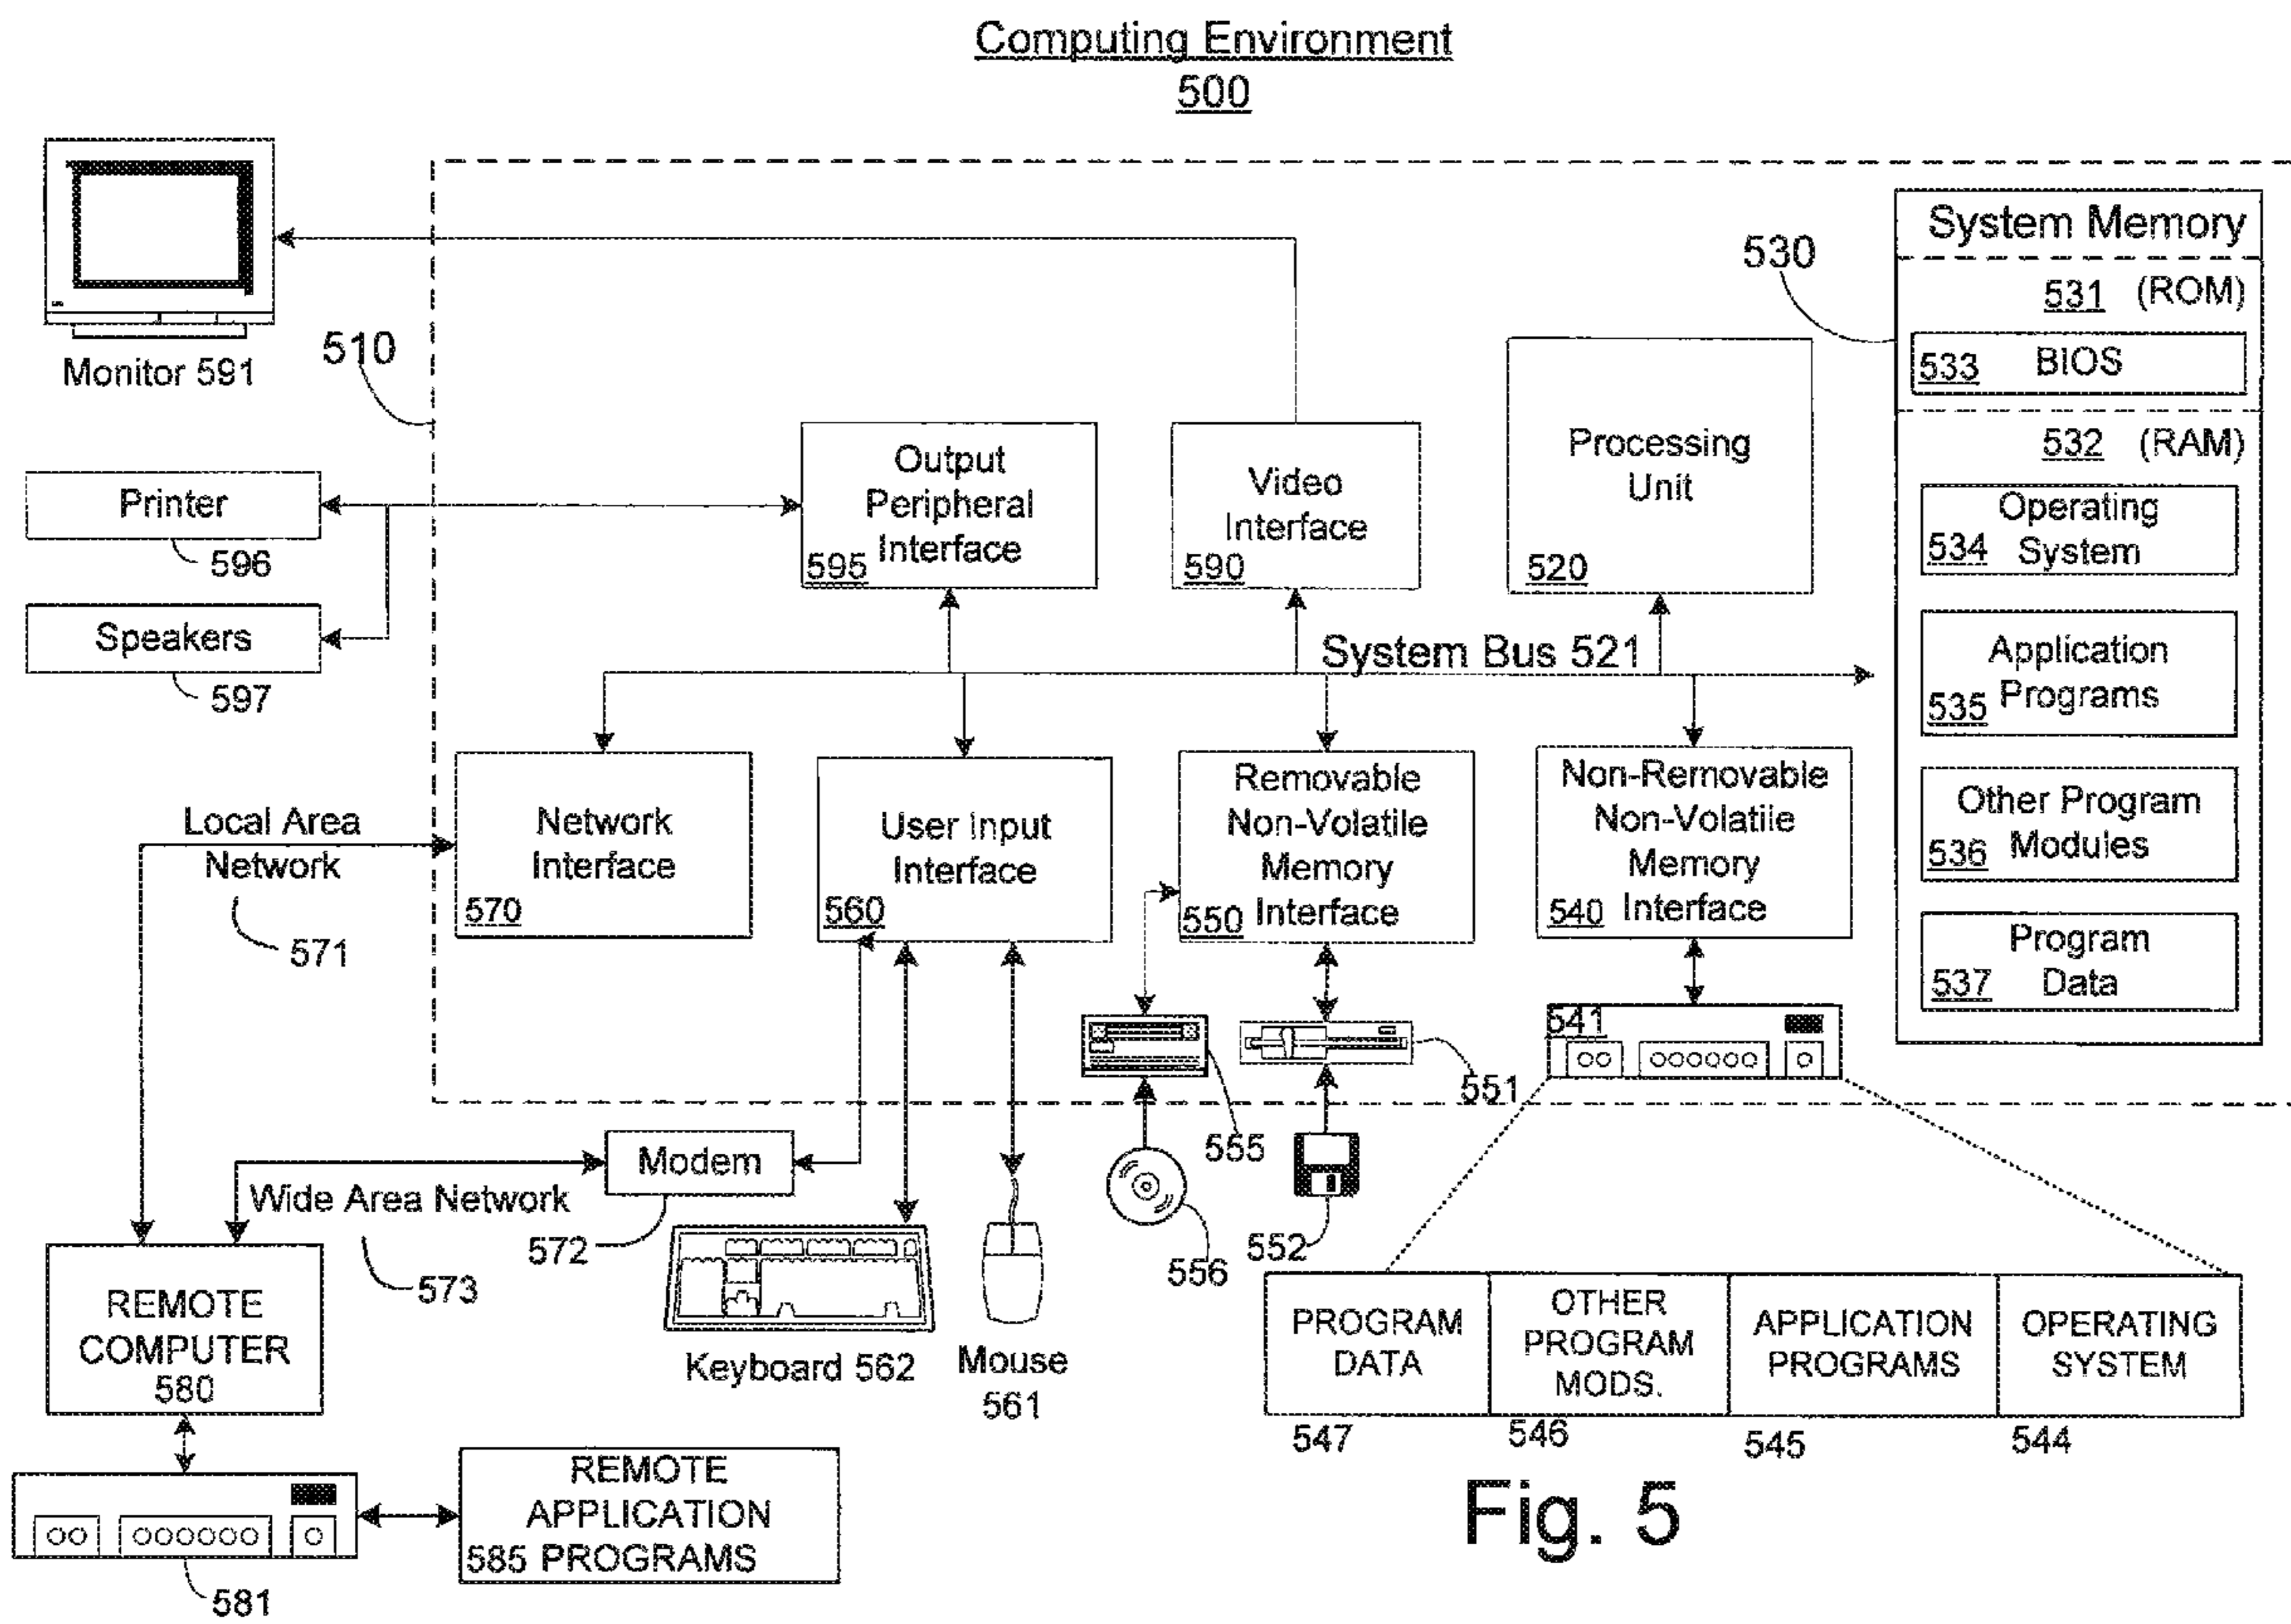 Computing Environment
500
System Memory
530
531 (ROM)
533 BIOS
532 (RAM)
Operating
534 System
Application
535 Programs
Other Program
536 Modules
Program
537 Data
Monitor 591
510
Output
Peripheral
Interface
595
Video
Interface
590
Processing
Unit
520
Printer
596
Speakers
597
System Bus 521
Local Area
Network
571
Network
Interface
570
User Input
Interface
560
Removable
Non-Volatile
Memory
550 Interface
Non-Removable
Non-Volatile
Memory
540 Interface
541
551
555
Modem
Wide Area Network
572
573
556
552
REMOTE
COMPUTER
580
Keyboard 562
Mouse
561
PROGRAM
DATA
547
OTHER
PROGRAM
MODS.
546
APPLICATION
PROGRAMS
545
OPERATING
SYSTEM
544
REMOTE
APPLICATION
585 PROGRAMS
581
Fig. 5